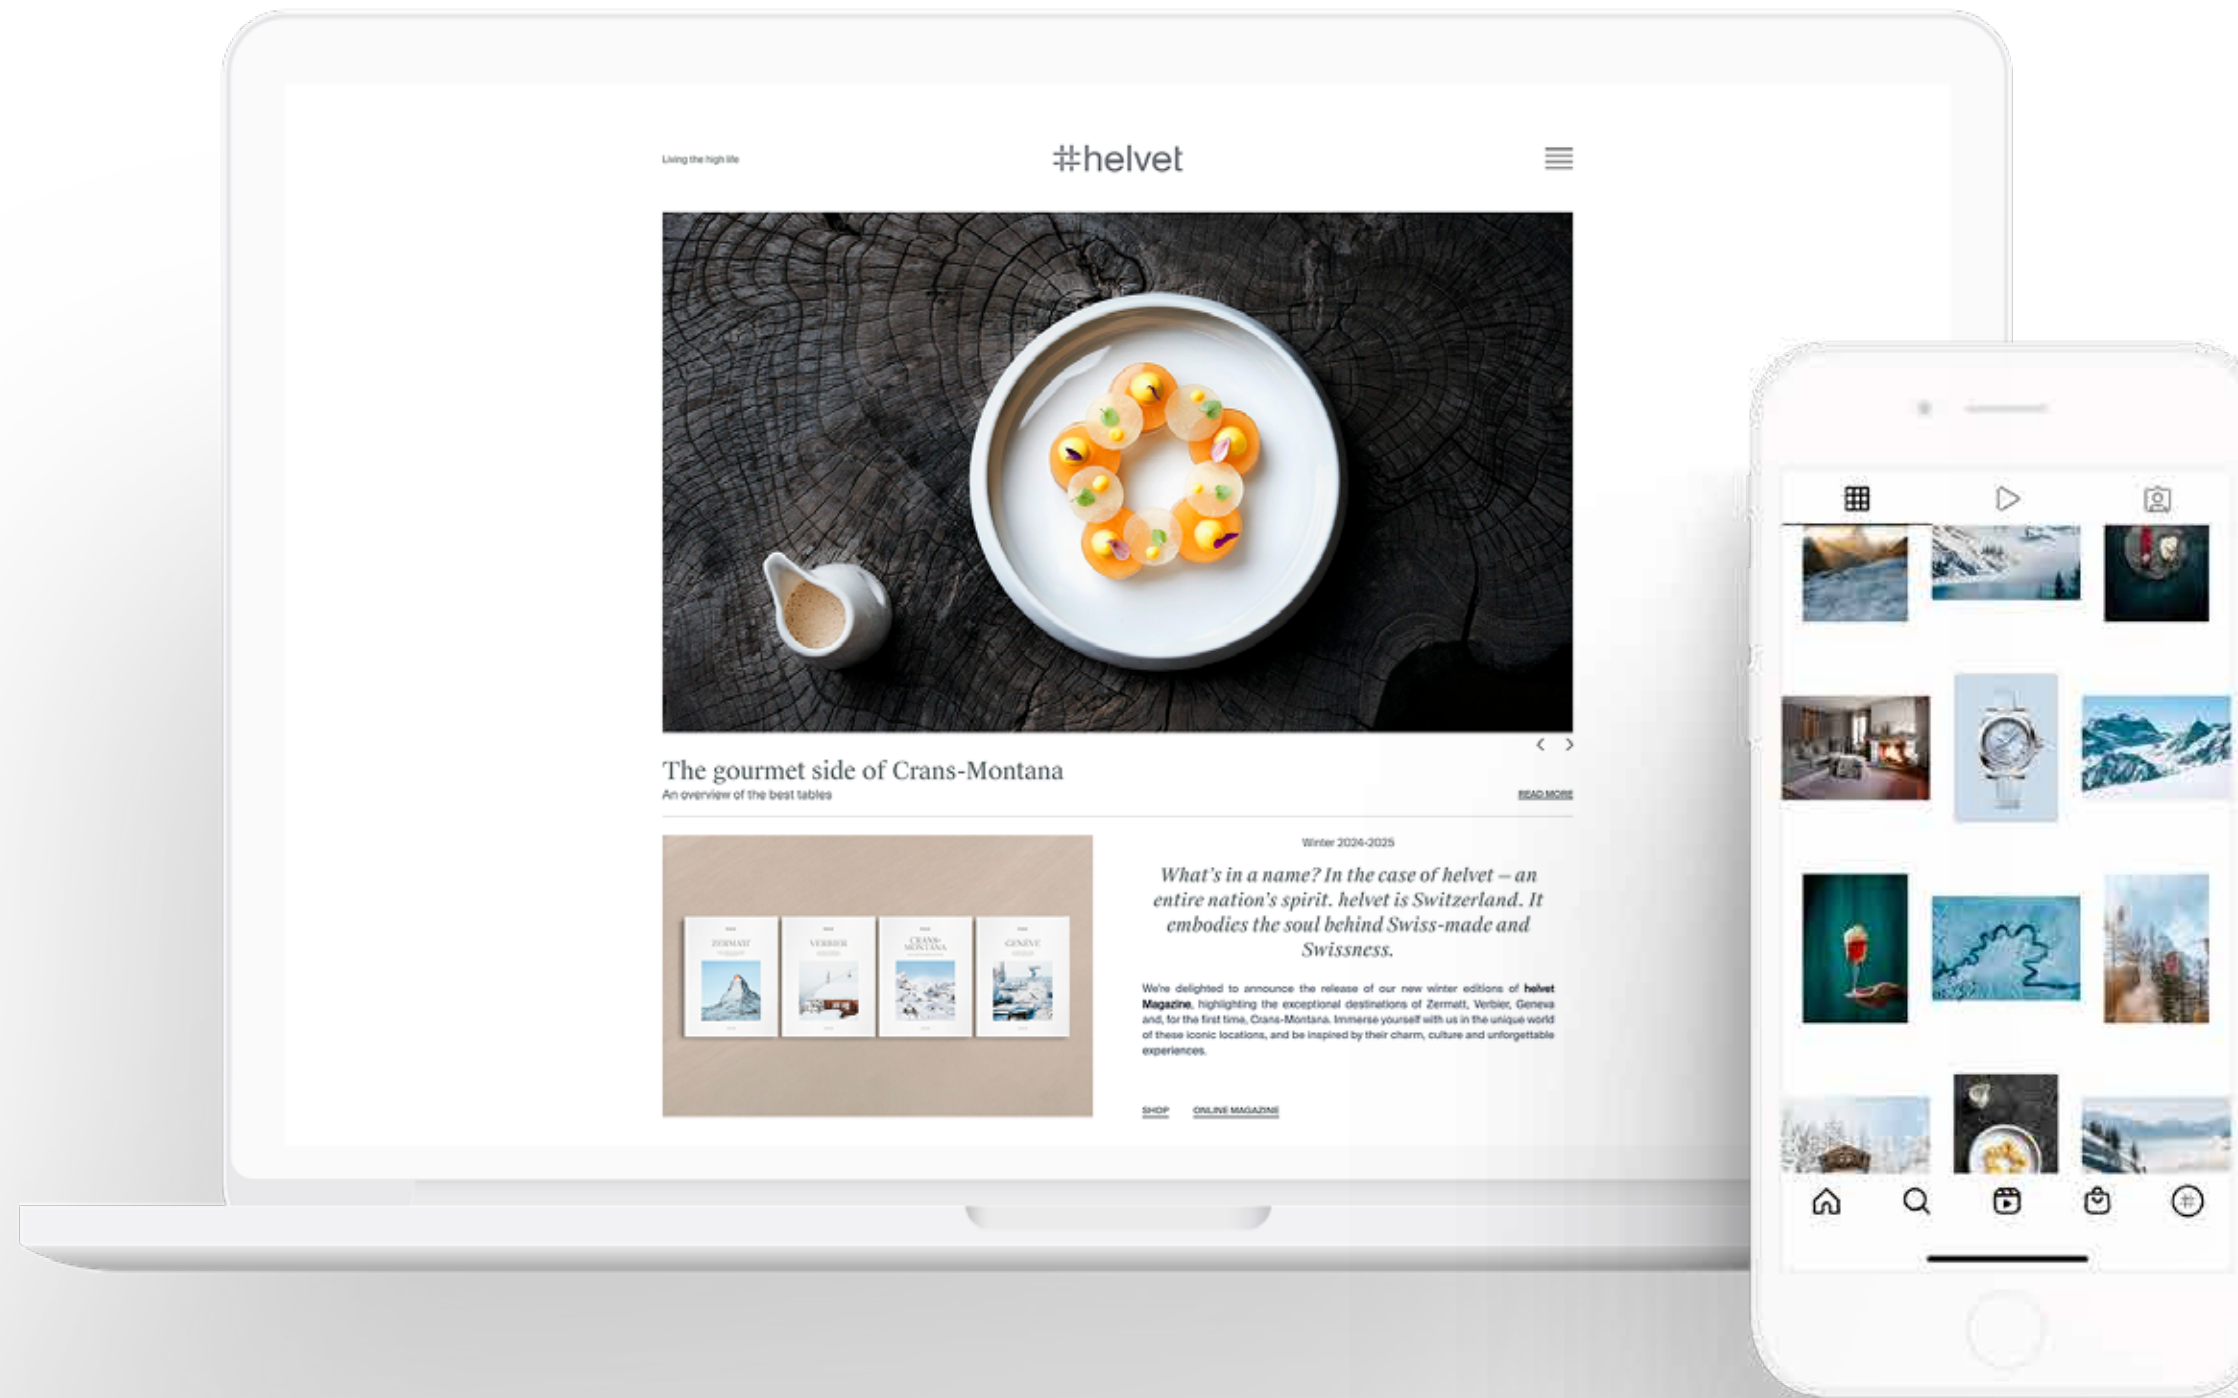 Living the high life
#helvet
The gourmet side of Crans-Montana
An overview of the best tables
READ MORE
ZERMATT
VERBIER
CRANS-
MONTANA
GENÈVE
Winter 2024-2025
What's in a name? In the case of helvet – an
entire nation's spirit. helvet is Switzerland. It
embodies the soul behind Swiss-made and
Swissness.
We're delighted to announce the release of our new winter editions of helvet
Magazine, highlighting the exceptional destinations of Zermatt, Verbier, Geneva
and, for the first time, Crans-Montana. Immerse yourself with us in the unique world
of these iconic locations, and be inspired by their charm, culture and unforgettable
experiences.
SHOP
ONLINE MAGAZINE